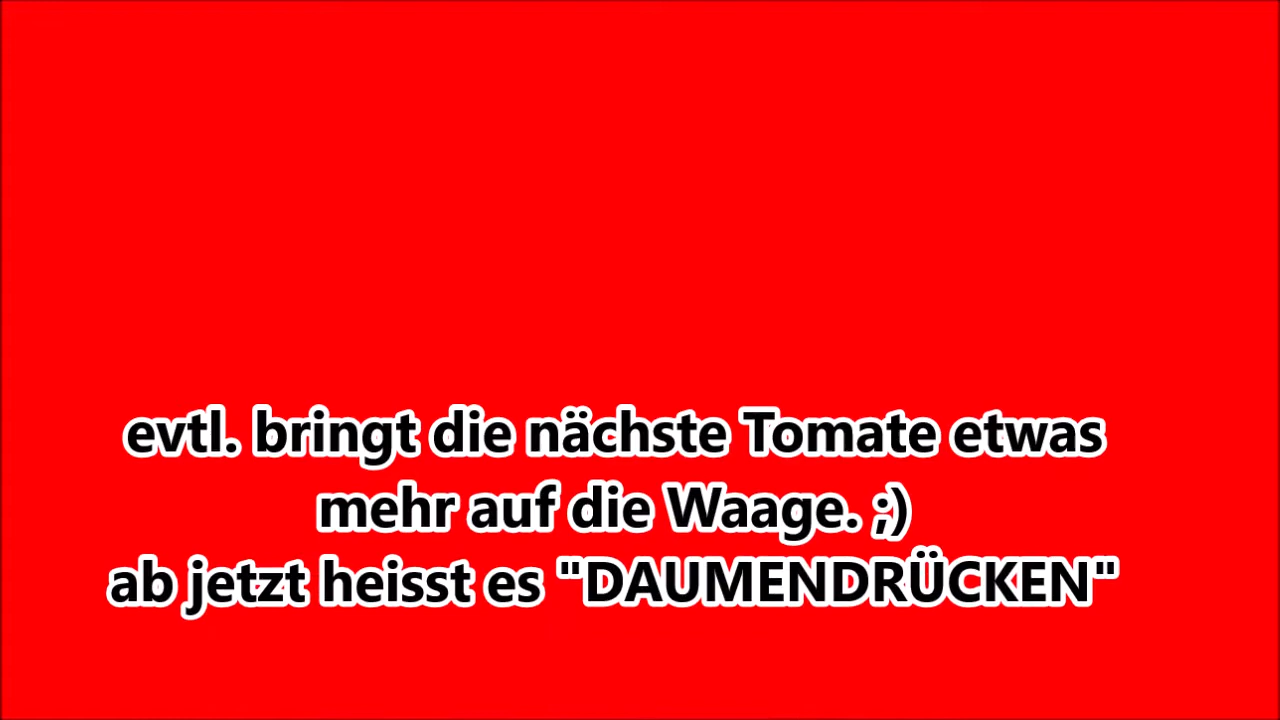 evtl. bringt die nächste Tomate etwas
mehr auf die Waage. ;)
ab jetzt heisst es "DAUMENDRÜCKEN"